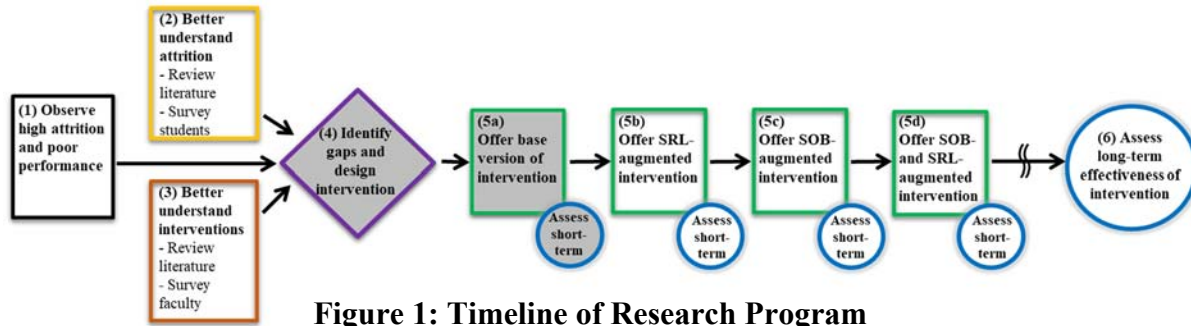 (1) Observe
high attrition
and poor
performance
(2) Better
understand
attrition
- Review
literature
- Survey
students
(3) Better
understand
interventions
- Review
literature
- Survey
faculty
(4) Identify
gaps and
design
intervention
(5a)
Offer base
version of
intervention
Assess
short-
term
(5b)
Offer SRL-
augmented
intervention
Assess
short-
term
(5c)
Offer SOB-
augmented
intervention
Assess
short-
term
(5d)
Offer SOB-
and SRL-
augmented
intervention
Assess
short-
term
(6) Assess
long-term
effectiveness of
intervention
Figure 1: Timeline of Research Program